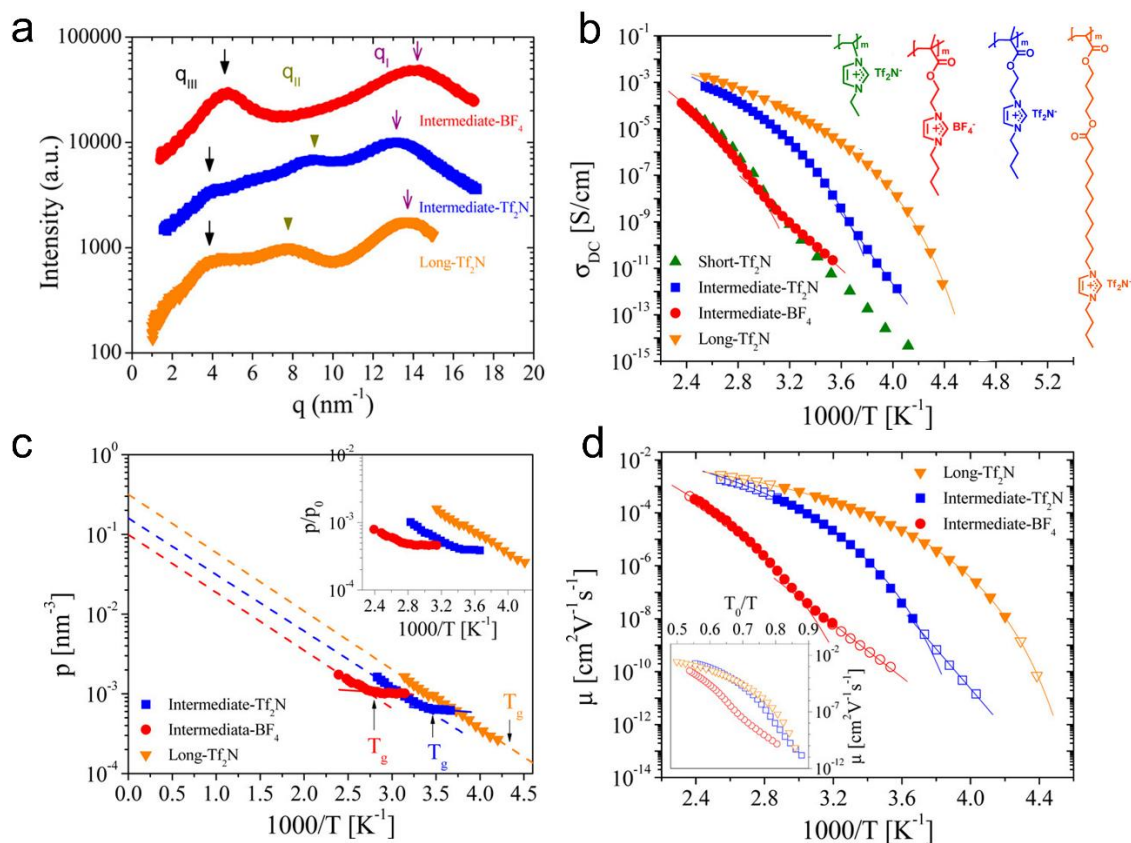 a
100000
10000
1000
100
Intensity (a.u.)
qIII
qII
qI
Intermediate-BF4
Intermediate-Tf2N
Long-Tf2N
0 2 4 6 8 10 12 14 16 18 20
q (nm-1)
b
10-1
10-3
10-5
10-7
10-9
10-11
10-13
10-15
σDC [S/cm]
m
Tf2N-
m
O
O
BF4-
m
O
O
Tf2N-
m
O
O
O
O
Tf2N-
N
N
N
N
N
N
N
N
Short-Tf2N
Intermediate-Tf2N
Intermediate-BF4
Long-Tf2N
2.4 3.0 3.6 4.2 4.8 5.4
1000/T [K-1]
c
100
10-1
10-2
10-3
10-4
p [nm-3]
10-2
10-3
10-4
p/p0
2.4 3.0 3.6 4.2
1000/T [K-1]
Intermediate-Tf2N
Intermediata-BF4
Long-Tf2N
Tg
Tg
Tg
0.0 0.5 1.0 1.5 2.0 2.5 3.0 3.5 4.0 4.5
1000/T [K-1]
d
10-2
10-4
10-6
10-8
10-10
10-12
10-14
μ [cm2V-1s-1]
Long-Tf2N
Intermediate-Tf2N
Intermediate-BF4
T0/T
0.5 0.6 0.7 0.8 0.9
10-2
10-7
10-12
μ [cm2V-1s-1]
2.4 2.8 3.2 3.6 4.0 4.4
1000/T [K-1]